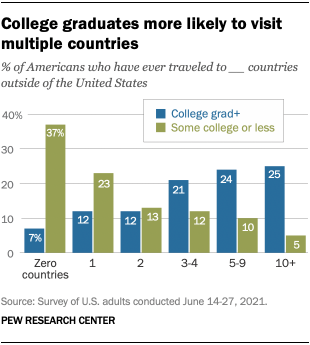 College graduates more likely to visit
multiple countries
% of Americans who have ever traveled to __ countries
outside of the United States
40%
30
20
10
0
College grad+
Some college or less
7%
37%
12
23
12
13
21
12
24
10
25
5
Zero
countries
1
2
3-4
5-9
10+
Source: Survey of U.S. adults conducted June 14-27, 2021.
PEW RESEARCH CENTER